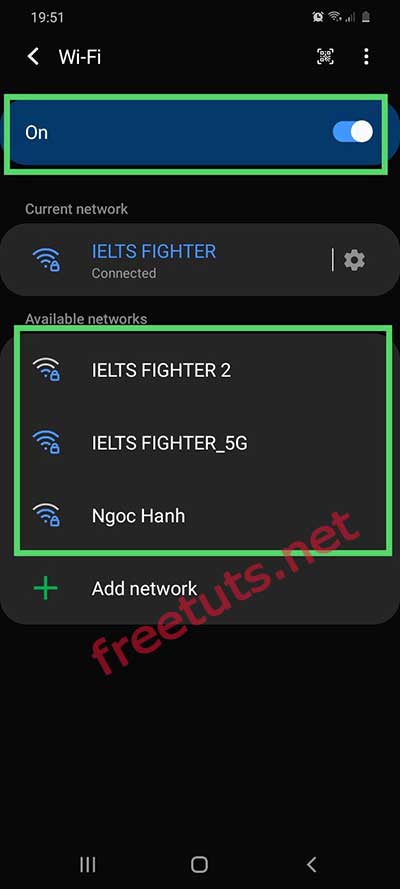 19:51
Wi-Fi
On
Current network
IELTS FIGHTER
Connected
Available networks
IELTS FIGHTER 2
IELTS FIGHTER_5G
Ngoc Hanh
Add network
freetuts.net